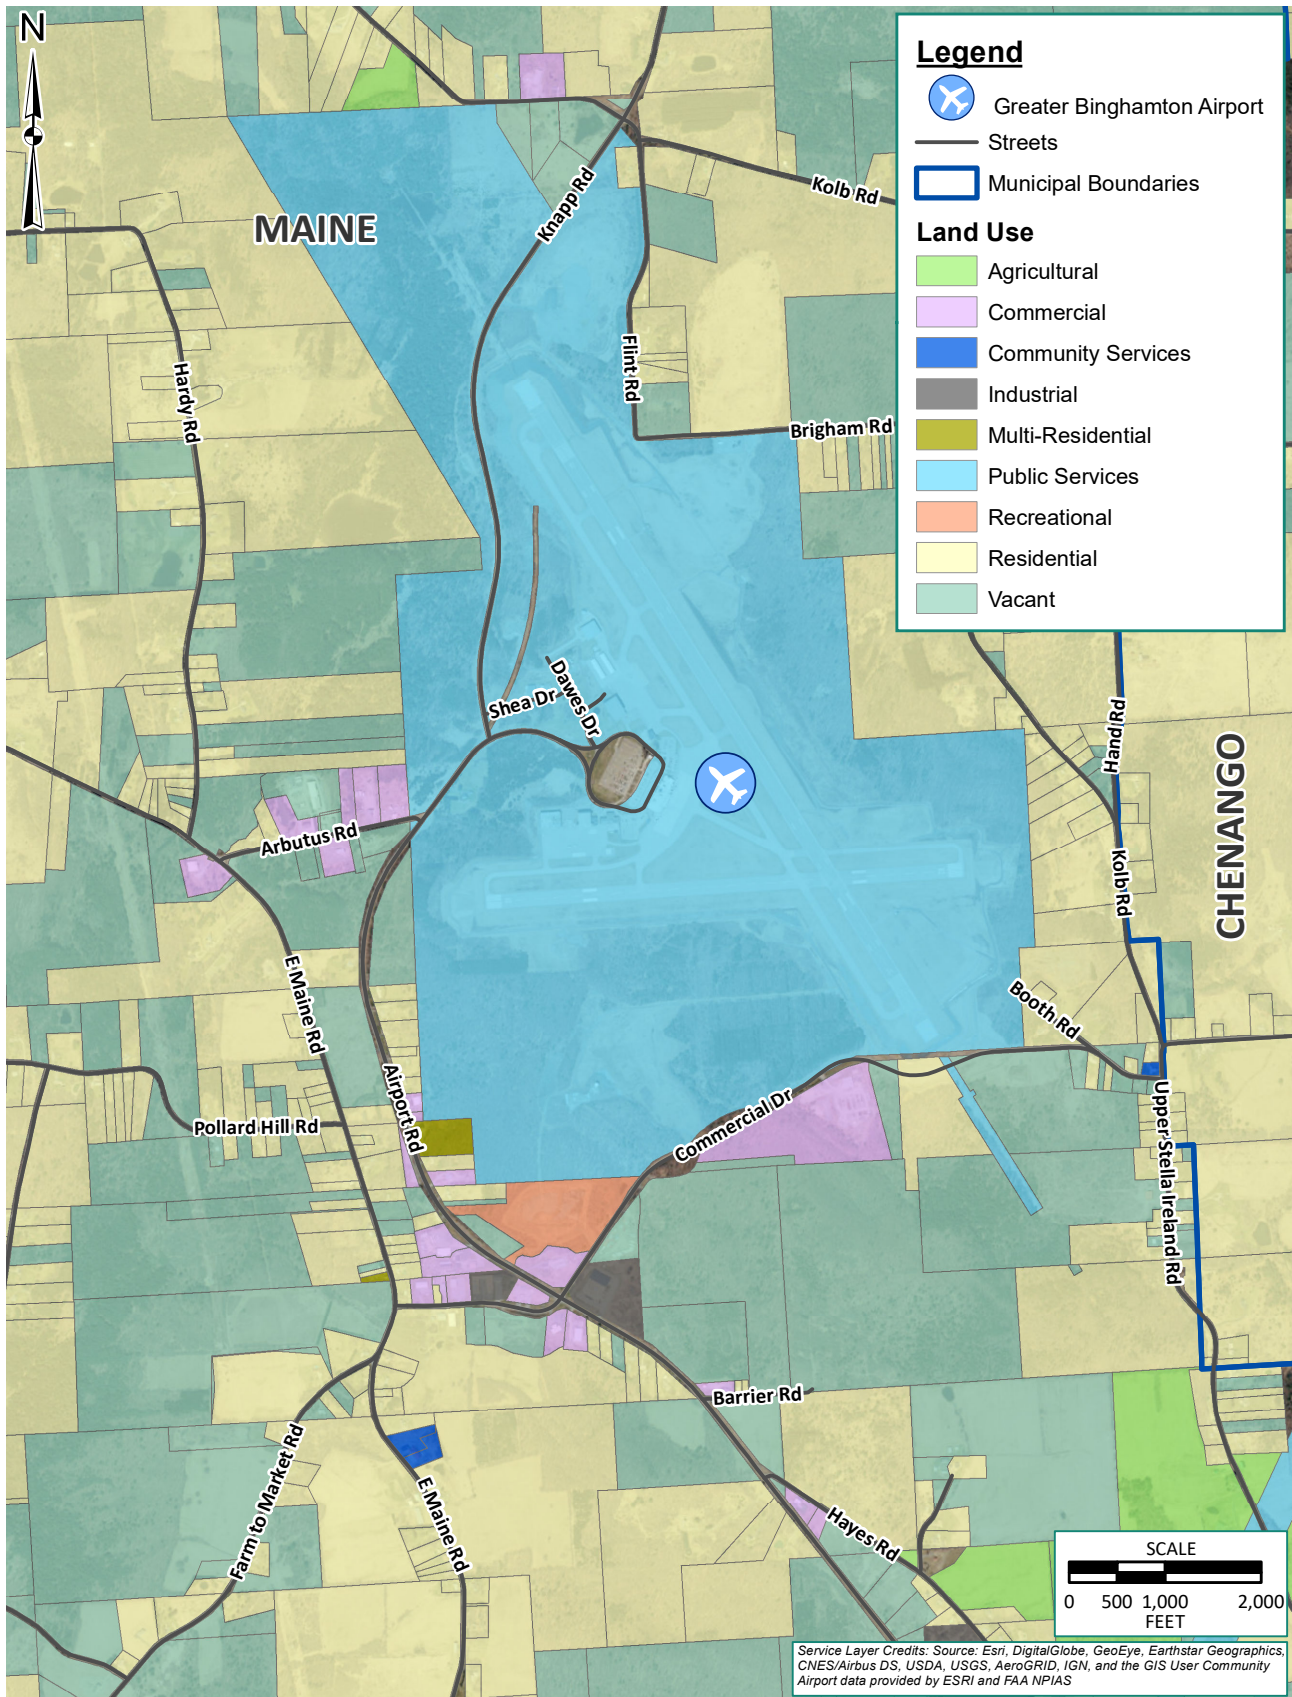 N
Legend
Greater Binghamton Airport
Streets
Municipal Boundaries
Land Use
Agricultural
Commercial
Community Services
Industrial
Multi-Residential
Public Services
Recreational
Residential
Vacant
MAINE
Knapp Rd
Kolb Rd
Hardy Rd
Flint Rd
Brigham Rd
Dawes Dr
Shea Dr
Hand Rd
CHENANGO
Arbutus Rd
Kolb Rd
E Maine Rd
Booth Rd
Airport Rd
Pollard Hill Rd
Commercial Dr
Upper Stella Ireland Rd
Barrier Rd
Farm to Market Rd
E Maine Rd
Hayes Rd
SCALE
0 500 1,000 2,000
FEET
Service Layer Credits: Source: Esri, DigitalGlobe, GeoEye, Earthstar Geographics,
CNES/Airbus DS, USDA, USGS, AeroGRID, IGN, and the GIS User Community
Airport data provided by ESRI and FAA NPIAS